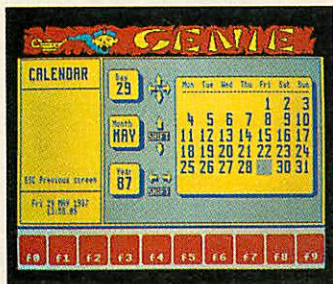 GENIE
CALENDAR
ESC Previous screen
Fri 29 MAY 1987
Day
29
Month
MAY
SHIFT
Year
87
Mon Tue Wed Thu Fri Sat Sun
1 2 3
4 5 6 7 8 9 10
11 12 13 14 15 16 17
18 19 20 21 22 23 24
25 26 27 28 30 31
f0 f1 f2 f3 f4 f5 f6 f7 f8 f9